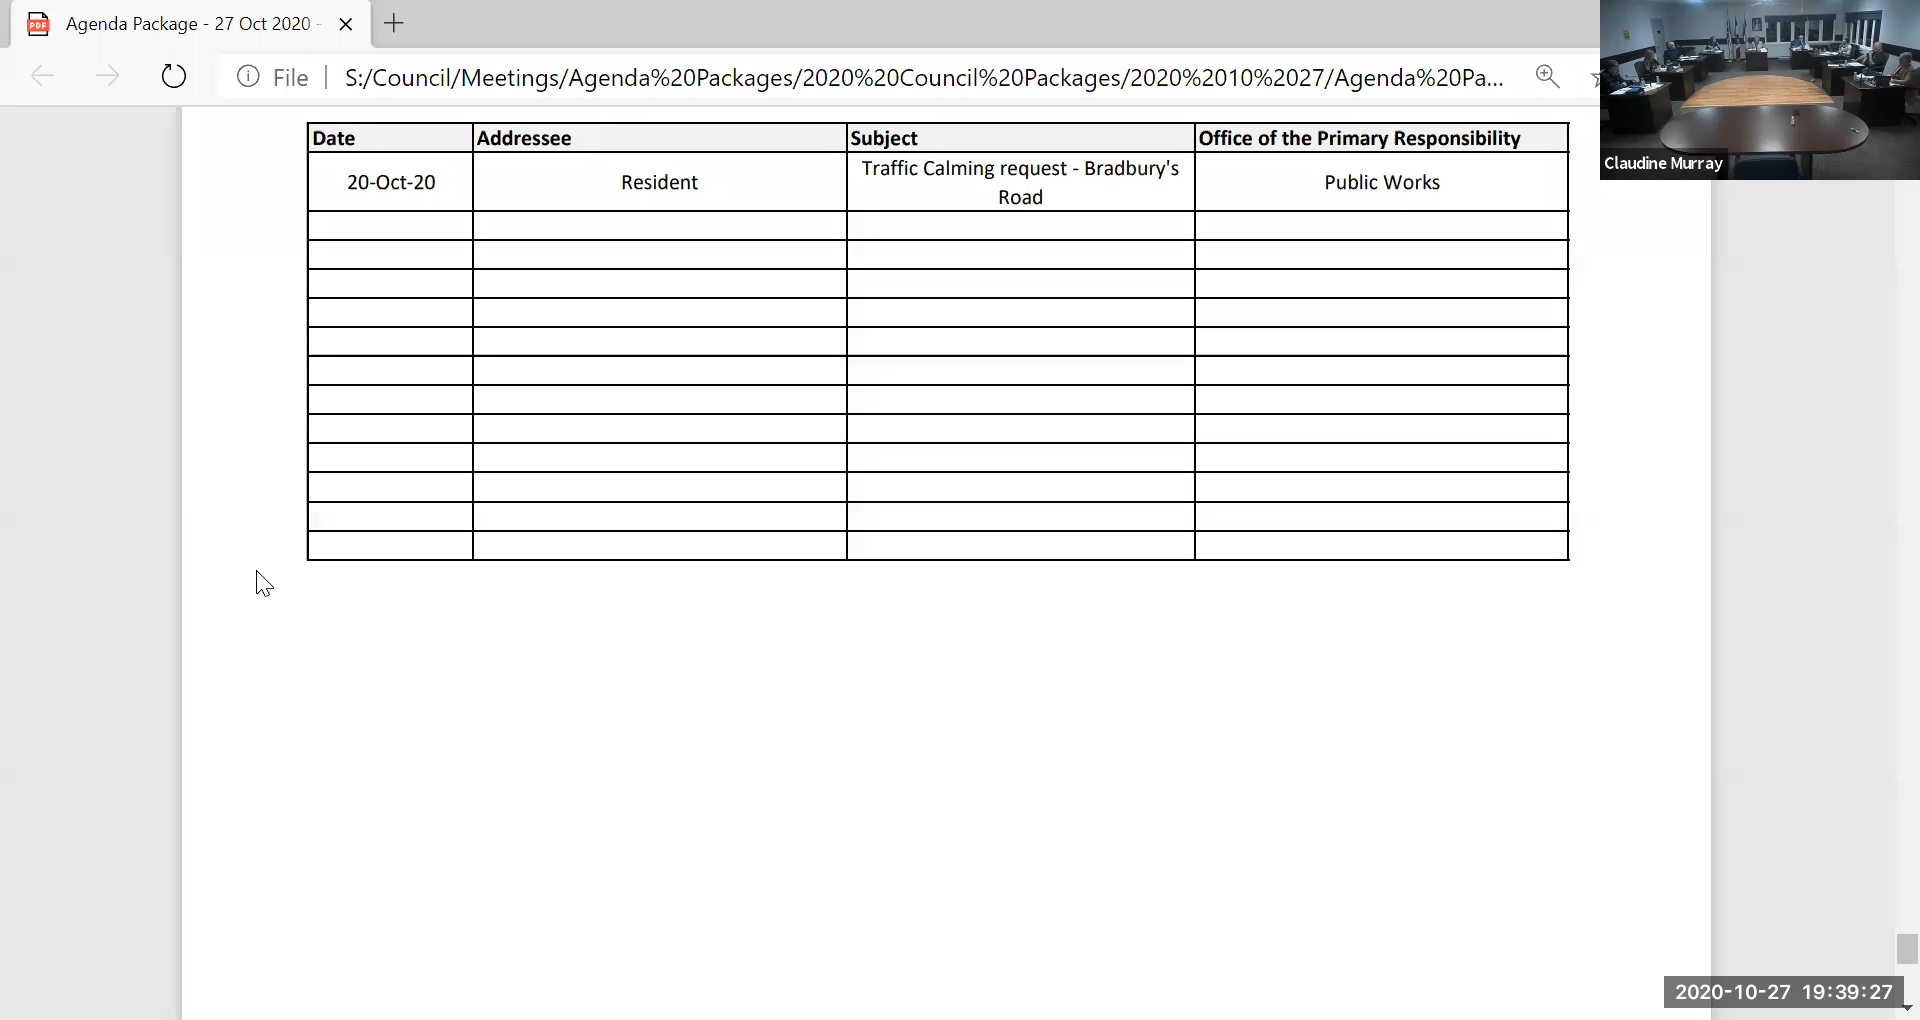 Agenda Package - 27 Oct 2020 -
File
S:/Council/Meetings/Agenda%20Packages/2020%20Council%20Packages/2020%2010%2027/Agenda%20Pa...
Claudine Murray
Date Addressee Subject Office of the Primary Responsibility
20-Oct-20 Resident Traffic Calming request - Bradbury's Public Works
Road
2020-10-27 19:39:27